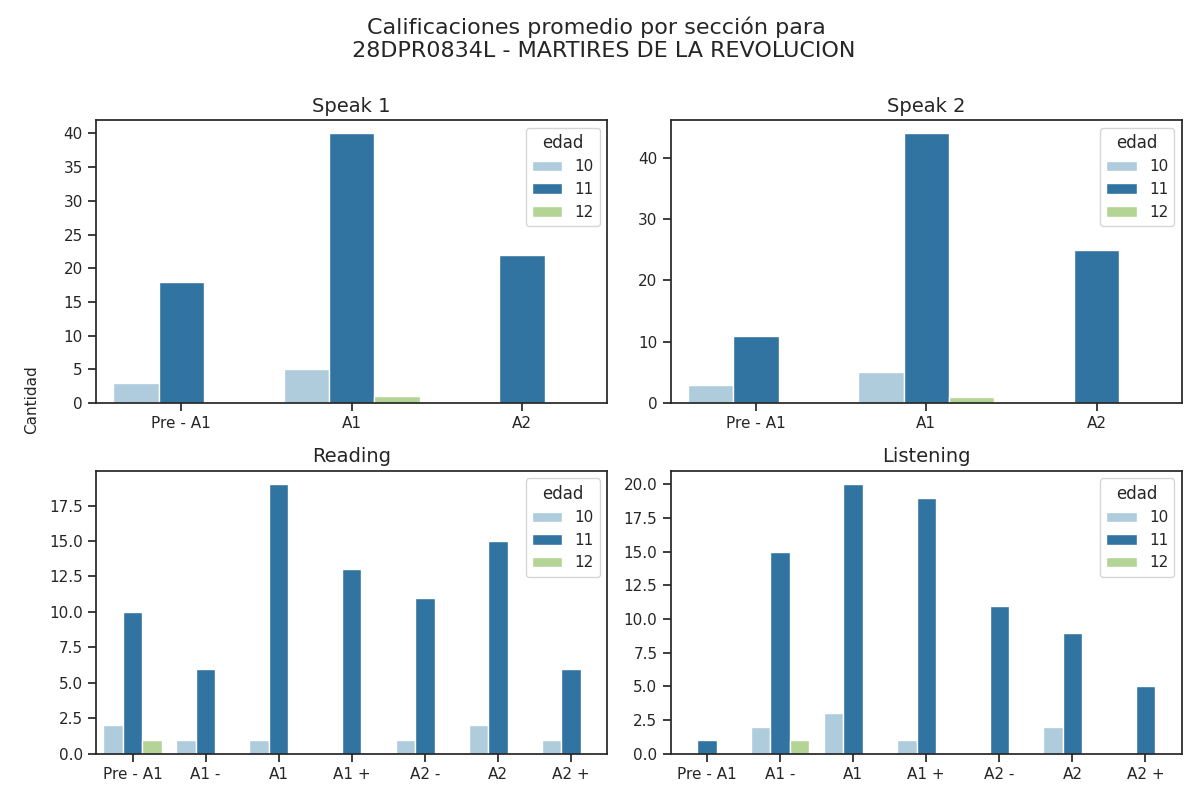 Calificaciones promedio por sección para
28DPR0834L - MARTIRES DE LA REVOLUCION
Speak 1
40
35
30
25
20
15
10
5
0
Pre - A1 A1 A2
edad
10
11
12
Speak 2
40
30
20
10
0
Pre - A1 A1 A2
edad
10
11
12
Cantidad
Reading
17.5
15.0
12.5
10.0
7.5
5.0
2.5
0.0
Pre - A1 A1 - A1 A1 + A2 - A2 A2 +
edad
10
11
12
Listening
20.0
17.5
15.0
12.5
10.0
7.5
5.0
2.5
0.0
Pre - A1 A1 - A1 A1 + A2 - A2 A2 +
edad
10
11
12